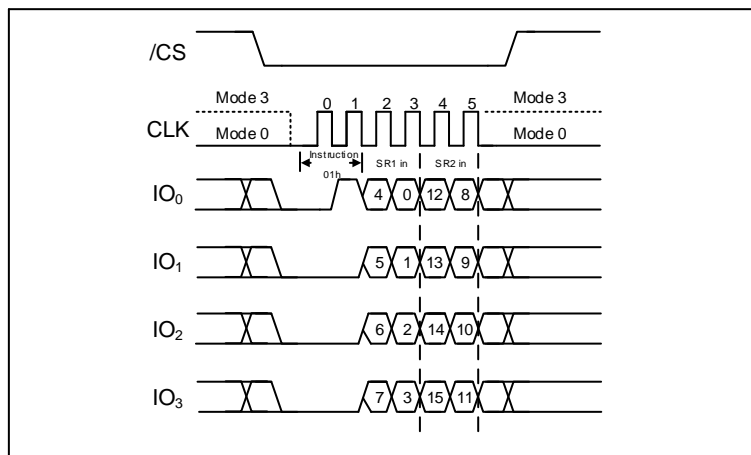 /CS
Mode 3 0 1 2 3 4 5 Mode 3
CLK Mode 0 Mode 0
Instruction SR1 in SR2 in
01h
IO0 4 0 12 8
IO1 5 1 13 9
IO2 6 2 14 10
IO3 7 3 15 11